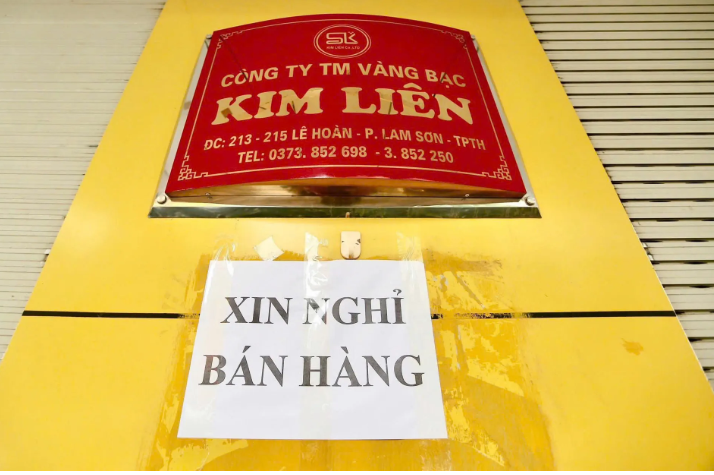 SK
KIM LIEN CO.,LTD
CÔNG TY TM VÀNG BẠC
KIM LIÊN
ĐC: 213 - 215 LÊ HOÀN - P. LAM SƠN - TPTH
TEL: 0373. 852 698 - 3. 852 250
XIN NGHỈ
BÁN HÀNG